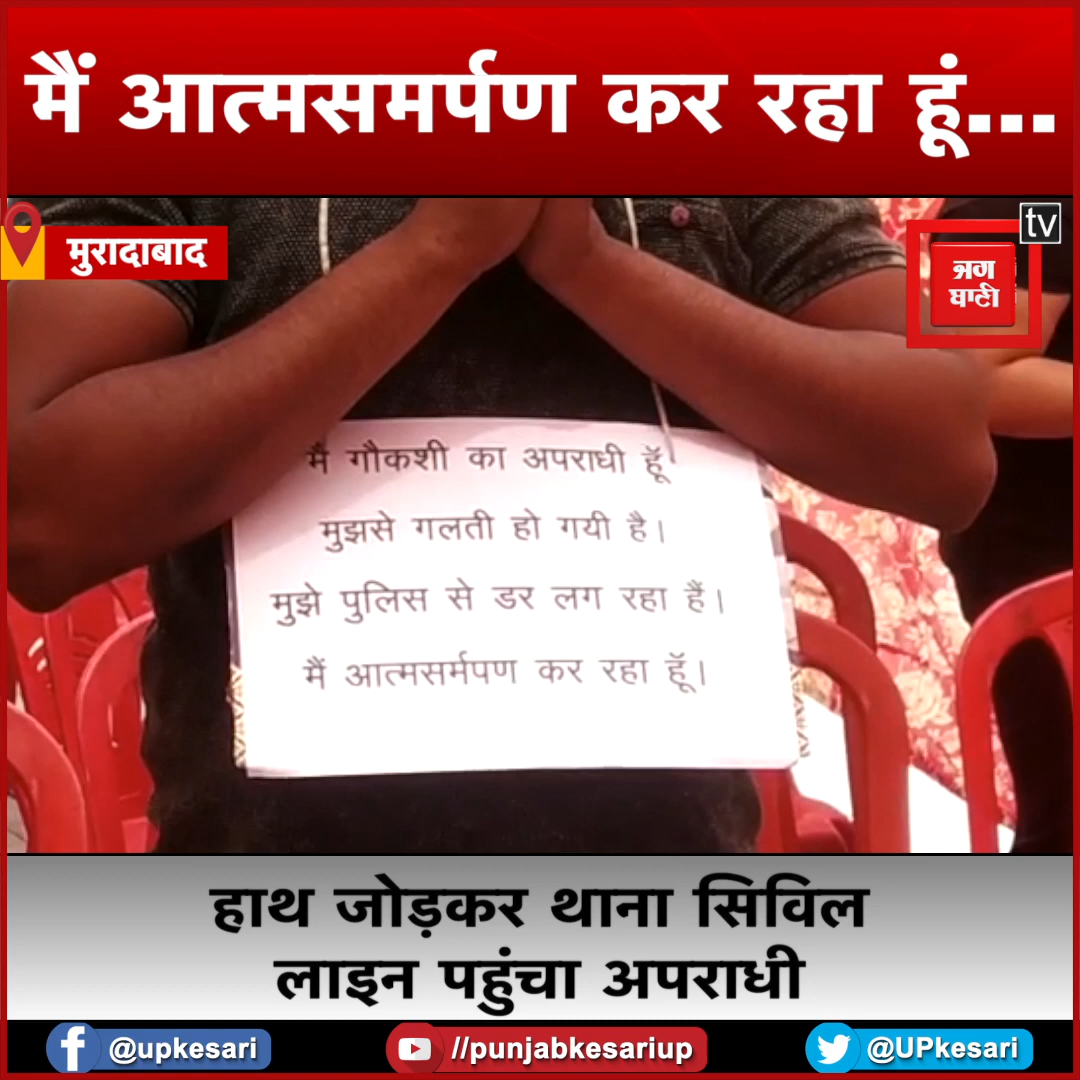 मैं आत्मसमर्पण कर रहा हूं...
मुरादाबाद
tv
ਜਗ
ਬਾਣੀ
मैं गौकशी का अपराधी हूॅ
मुझसे गलती हो गयी है।
मुझे पुलिस से डर लग रहा हैं।
मैं आत्मसर्मपण कर रहा हूॅ।
हाथ जोड़कर थाना सिविल
लाइन पहुंचा अपराधी
@upkesari
//punjabkesariup
@UPkesari